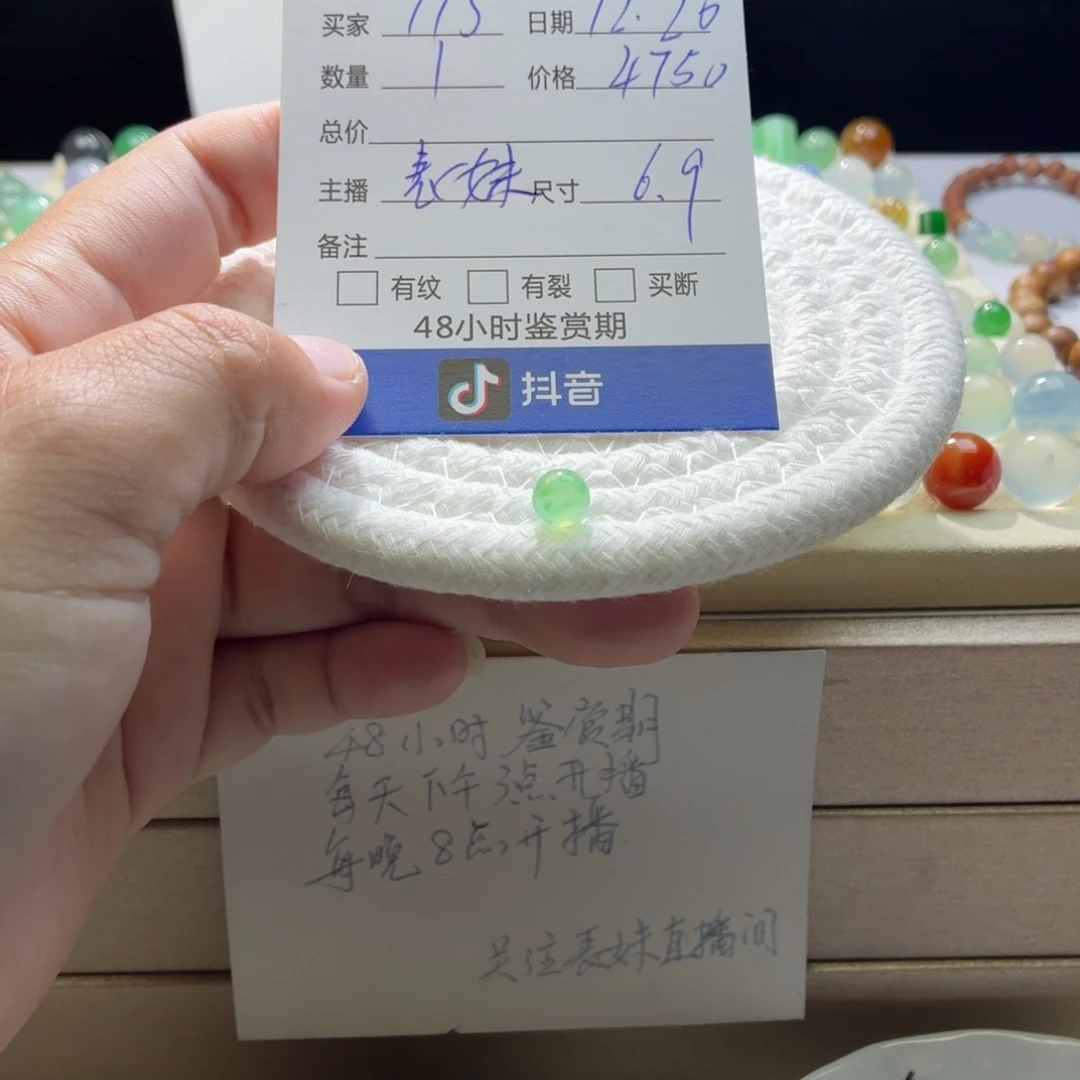 买家 115 日期 12.26
数量 1 价格 4750
总价
主播 表妹 尺寸 6.9
备注
有纹 有裂 买断
48小时鉴赏期
抖音
48小时鉴赏期
每天下午3点开播
每晚8点开播
关注表妹直播间